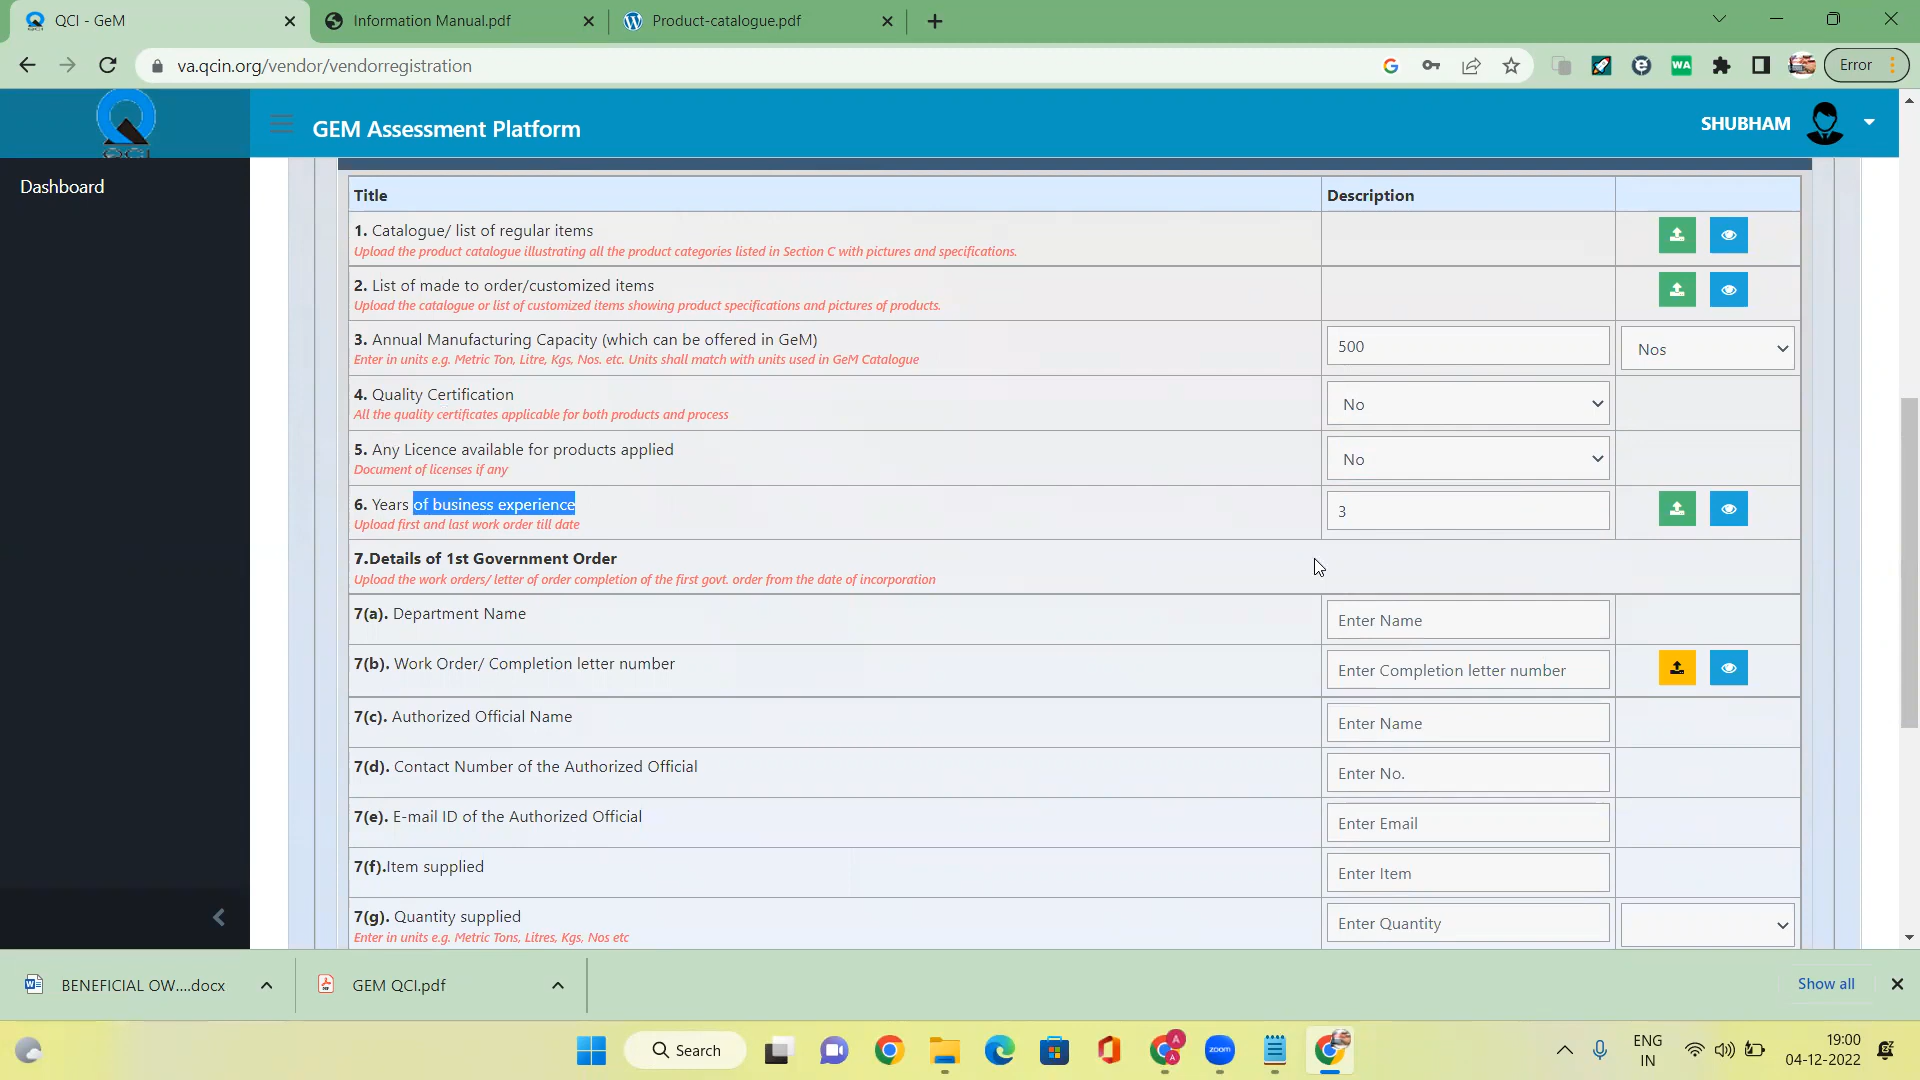 QCI - GeM
Information Manual.pdf
Product-catalogue.pdf
va.qcin.org/vendor/vendorregistration
WA
Error
QCI
GEM Assessment Platform
SHUBHAM
Dashboard
Title
Description
1. Catalogue/ list of regular items
Upload the product catalogue illustrating all the product categories listed in Section C with pictures and specifications.
2. List of made to order/customized items
Upload the catalogue or list of customized items showing product specifications and pictures of products.
3. Annual Manufacturing Capacity (which can be offered in GeM)
Enter in units e.g. Metric Ton, Litre, Kgs, Nos. etc. Units shall match with units used in GeM Catalogue
500
Nos
4. Quality Certification
All the quality certificates applicable for both products and process
No
5. Any Licence available for products applied
Document of licenses if any
No
6. Years of business experience
Upload first and last work order till date
3
7.Details of 1st Government Order
Upload the work orders/ letter of order completion of the first govt. order from the date of incorporation
7(a). Department Name
Enter Name
7(b). Work Order/ Completion letter number
Enter Completion letter number
7(c). Authorized Official Name
Enter Name
7(d). Contact Number of the Authorized Official
Enter No.
7(e). E-mail ID of the Authorized Official
Enter Email
7(f).Item supplied
Enter Item
7(g). Quantity supplied
Enter in units e.g. Metric Tons, Litres, Kgs, Nos etc
Enter Quantity
BENEFICIAL OW....docx
GEM QCI.pdf
Show all
Search
zoom
ENG
IN
19:00
04-12-2022